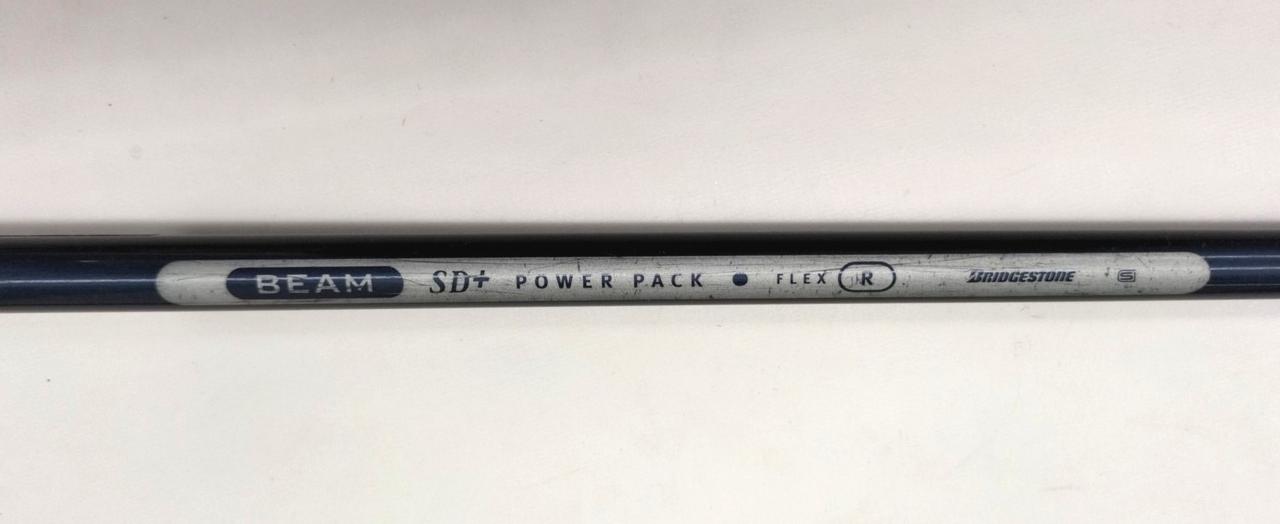 BEAM SD+ POWER PACK ● FLEX R BRIDGESTONE S